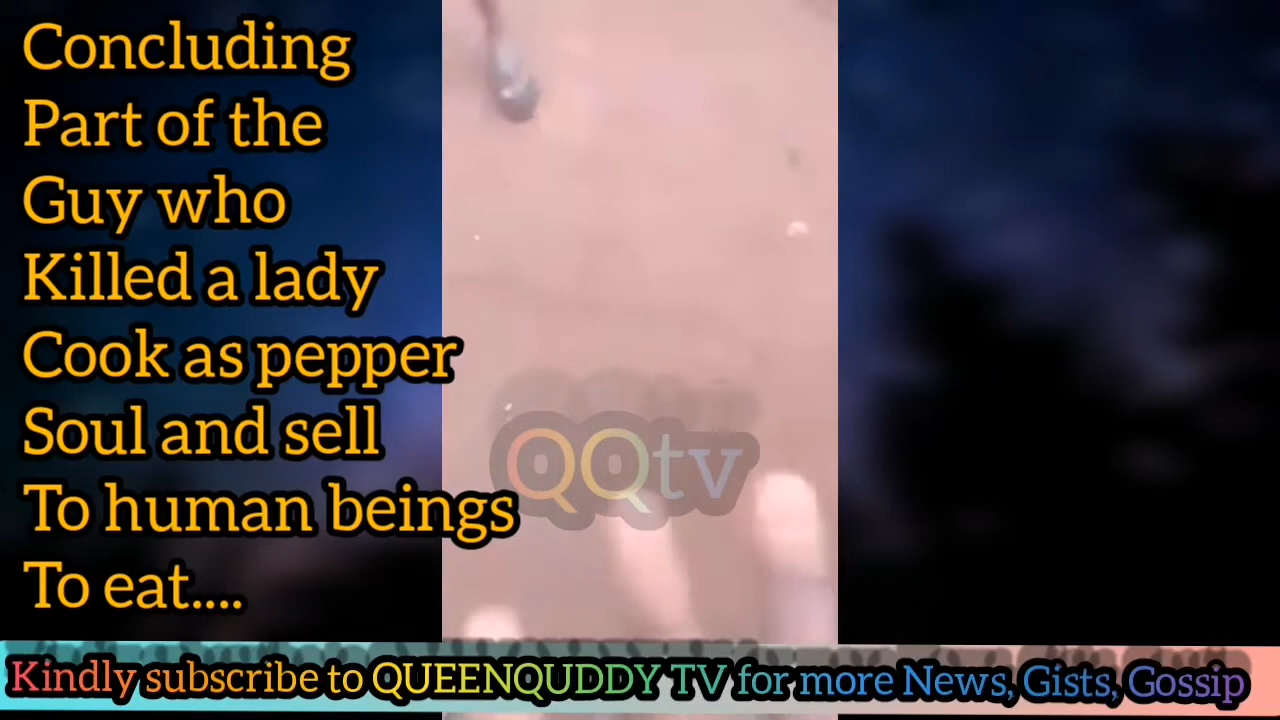 Concluding
Part of the
Guy who
Killed a lady
Cook as pepper
Soul and sell
To human beings
To eat....
QQtv
Kindly subscribe to QUEENQUDDY TV for more News, Gists, Gossip